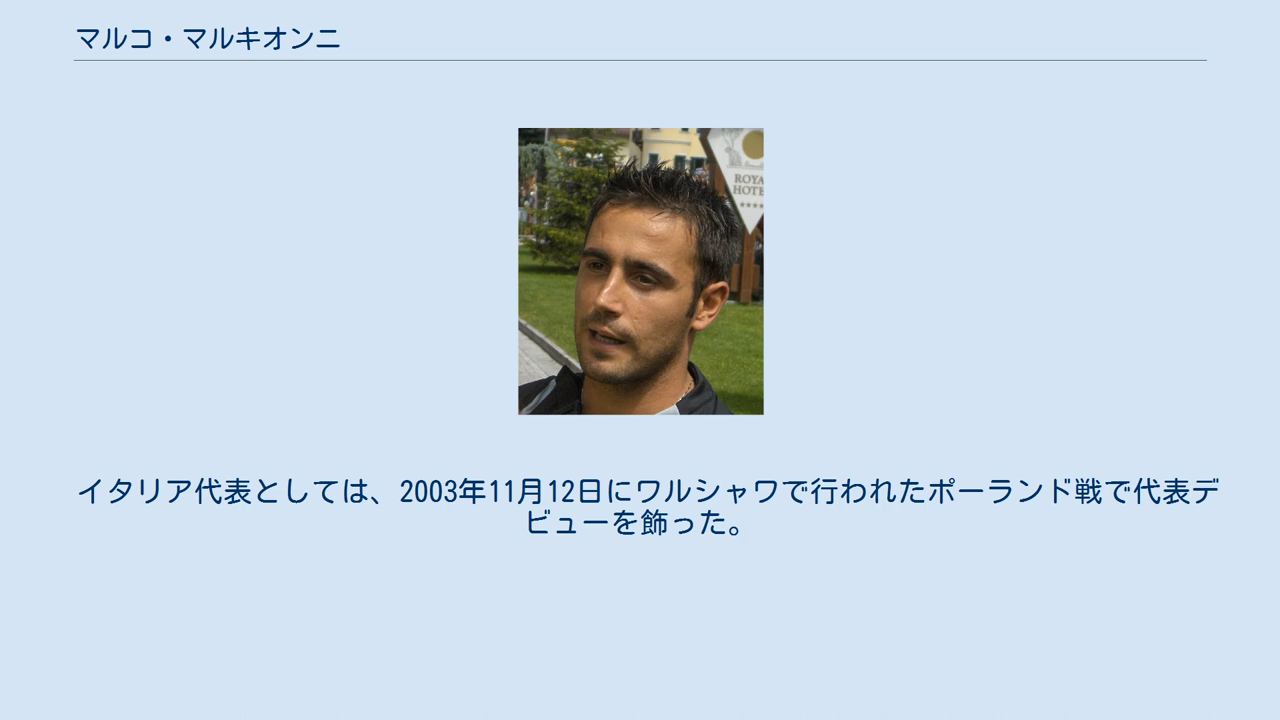 マルコ・マルキオンニ
ROYA
HOTE
★★★★
イタリア代表としては、2003年11月12日にワルシャワで行われたポーランド戦で代表デ
ビューを飾った。